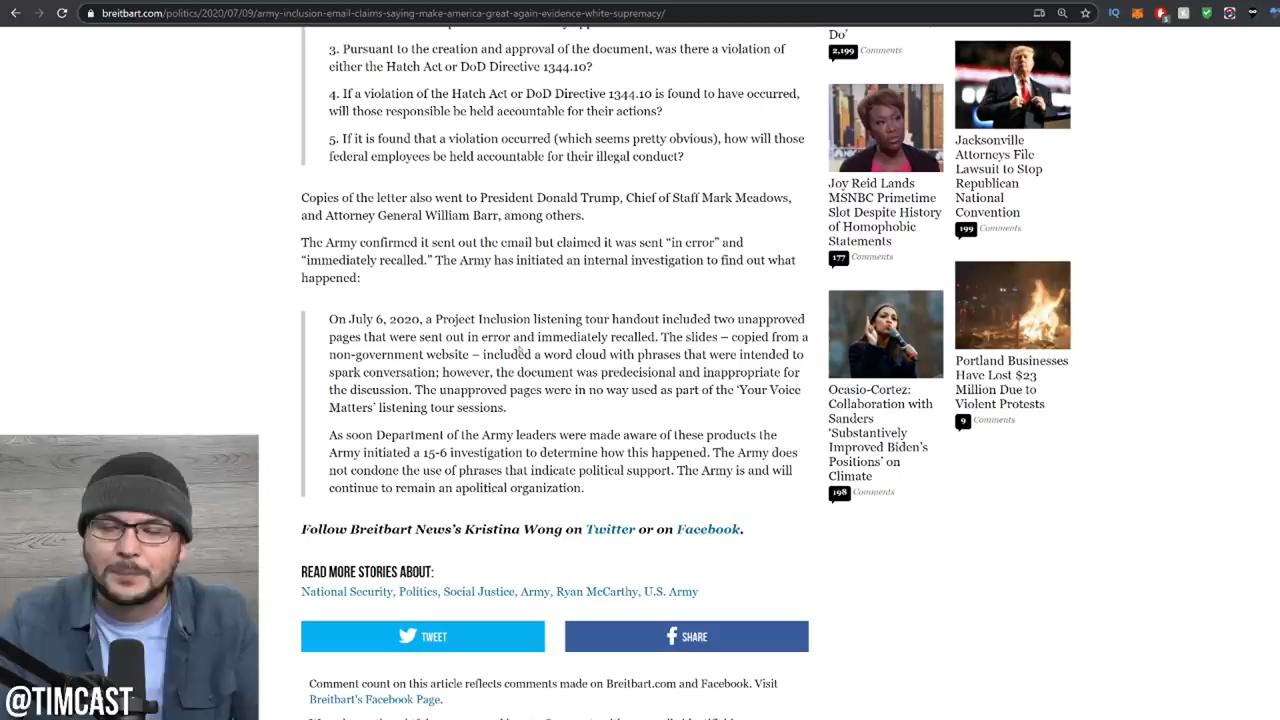 breitbart.com/politics/2020/07/09/army-inclusion-email-claims-saying-make-america-great-again-evidence-white-supremacy/
3. Pursuant to the creation and approval of the document, was there a violation of
either the Hatch Act or DoD Directive 1344.10?
4. If a violation of the Hatch Act or DoD Directive 1344.10 is found to have occurred,
will those responsible be held accountable for their actions?
5. If it is found that a violation occurred (which seems pretty obvious), how will those
federal employees be held accountable for their illegal conduct?
Copies of the letter also went to President Donald Trump, Chief of Staff Mark Meadows,
and Attorney General William Barr, among others.
The Army confirmed it sent out the email but claimed it was sent “in error” and
“immediately recalled.” The Army has initiated an internal investigation to find out what
happened:
On July 6, 2020, a Project Inclusion listening tour handout included two unapproved
pages that were sent out in error and immediately recalled. The slides – copied from a
non-government website – included a word cloud with phrases that were intended to
spark conversation; however, the document was predecisional and inappropriate for
the discussion. The unapproved pages were in no way used as part of the ‘Your Voice
Matters’ listening tour sessions.
As soon Department of the Army leaders were made aware of these products the
Army initiated a 15-6 investigation to determine how this happened. The Army does
not condone the use of phrases that indicate political support. The Army is and will
continue to remain an apolitical organization.
Follow Breitbart News’s Kristina Wong on Twitter or on Facebook.
READ MORE STORIES ABOUT:
National Security, Politics, Social Justice, Army, Ryan McCarthy, U.S. Army
TWEET
SHARE
Comment count on this article reflects comments made on Breitbart.com and Facebook. Visit
Breitbart's Facebook Page.
Do’
2,199 Comments
Joy Reid Lands
MSNBC Primetime
Slot Despite History
of Homophobic
Statements
177 Comments
Ocasio-Cortez:
Collaboration with
Sanders
‘Substantively
Improved Biden’s
Positions’ on
Climate
198 Comments
Jacksonville
Attorneys File
Lawsuit to Stop
Republican
National
Convention
199 Comments
Portland Businesses
Have Lost $23
Million Due to
Violent Protests
9 Comments
@TIMCAST